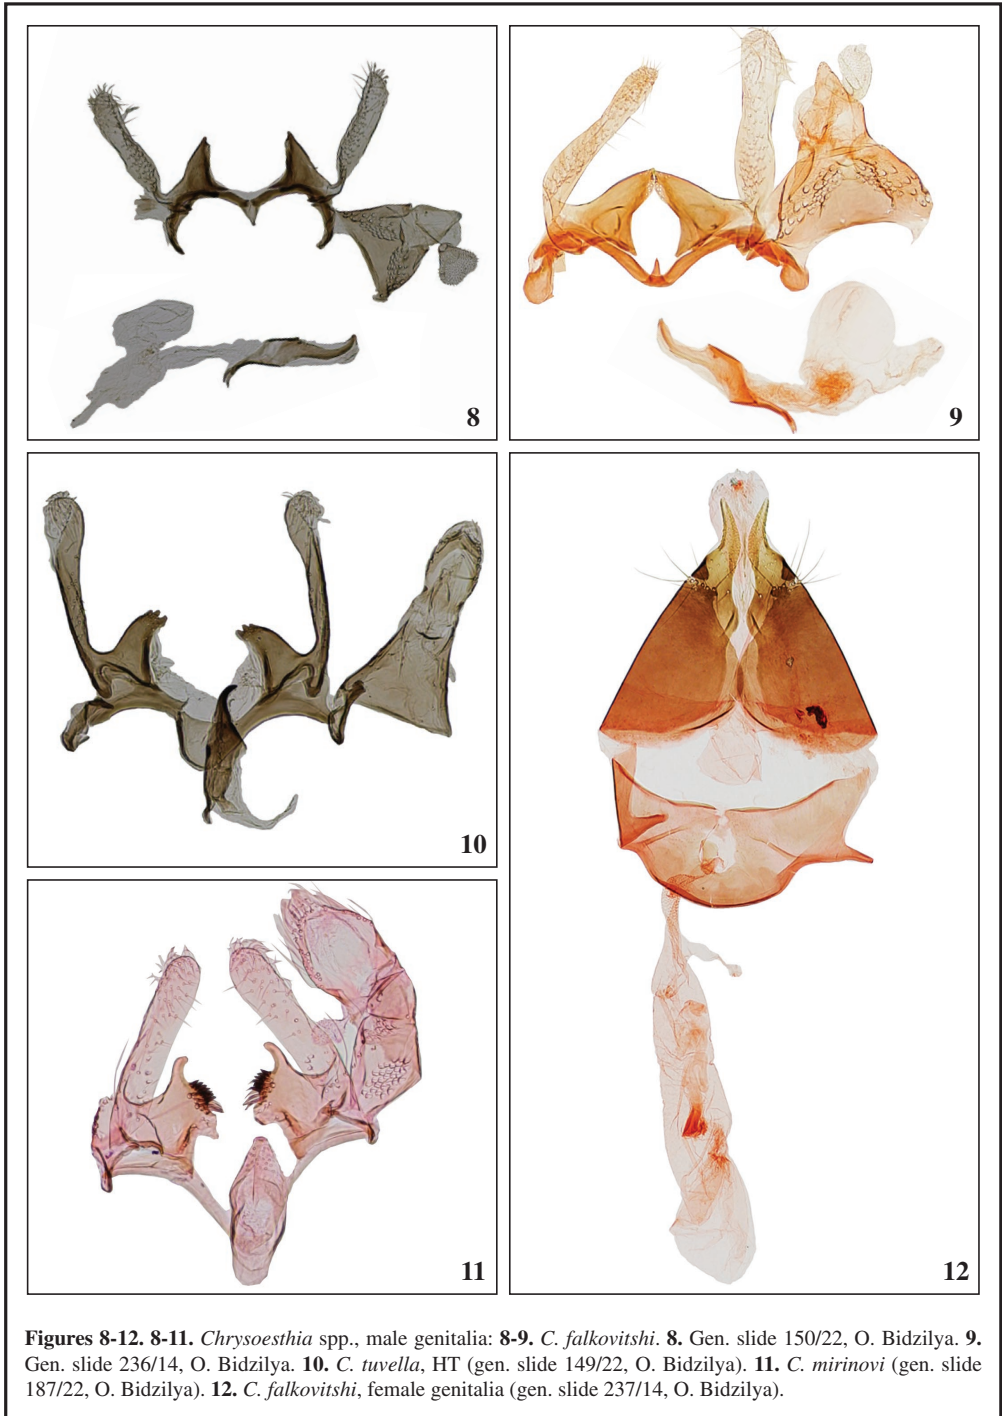 8
9
10
11
12
Figures 8-12. 8-11. Chrysoesthia spp., male genitalia: 8-9. C. falkovitshi. 8. Gen. slide 150/22, O. Bidzilya. 9.
Gen. slide 236/14, O. Bidzilya. 10. C. tuvella, HT (gen. slide 149/22, O. Bidzilya). 11. C. mirinovi (gen. slide
187/22, O. Bidzilya). 12. C. falkovitshi, female genitalia (gen. slide 237/14, O. Bidzilya).